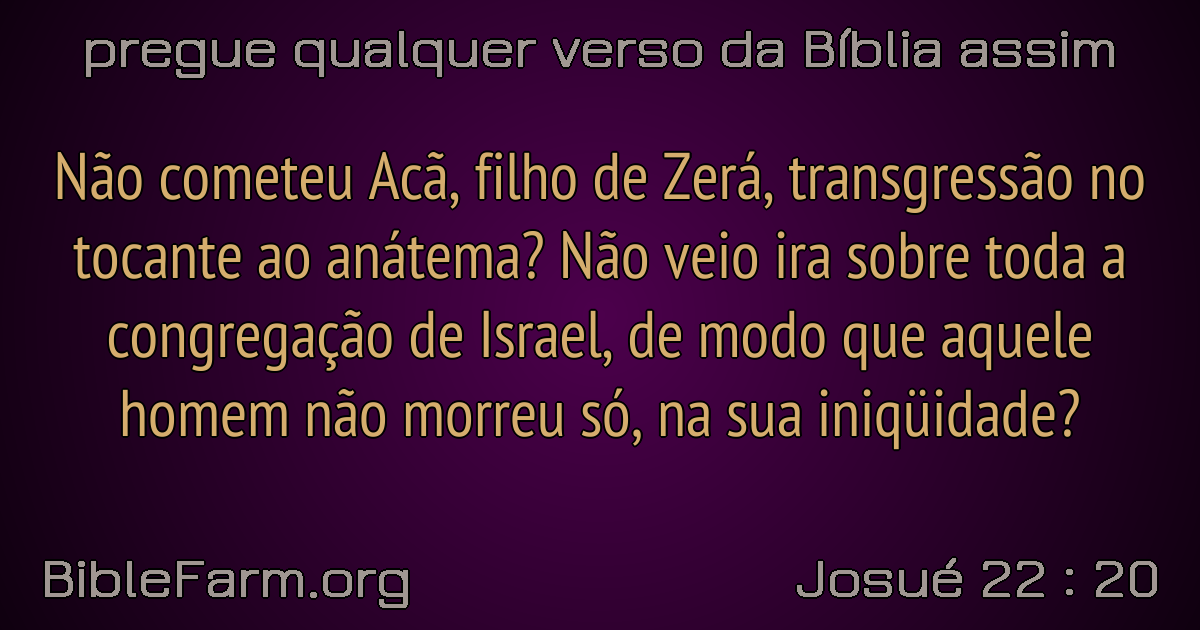 pregue qualquer verso da Bíblia assim
Não cometeu Acã, filho de Zerá, transgressão no
tocante ao anátema? Não veio ira sobre toda a
congregação de Israel, de modo que aquele
homem não morreu só, na sua iniqüidade?
BibleFarm.org
Josué 22 : 20